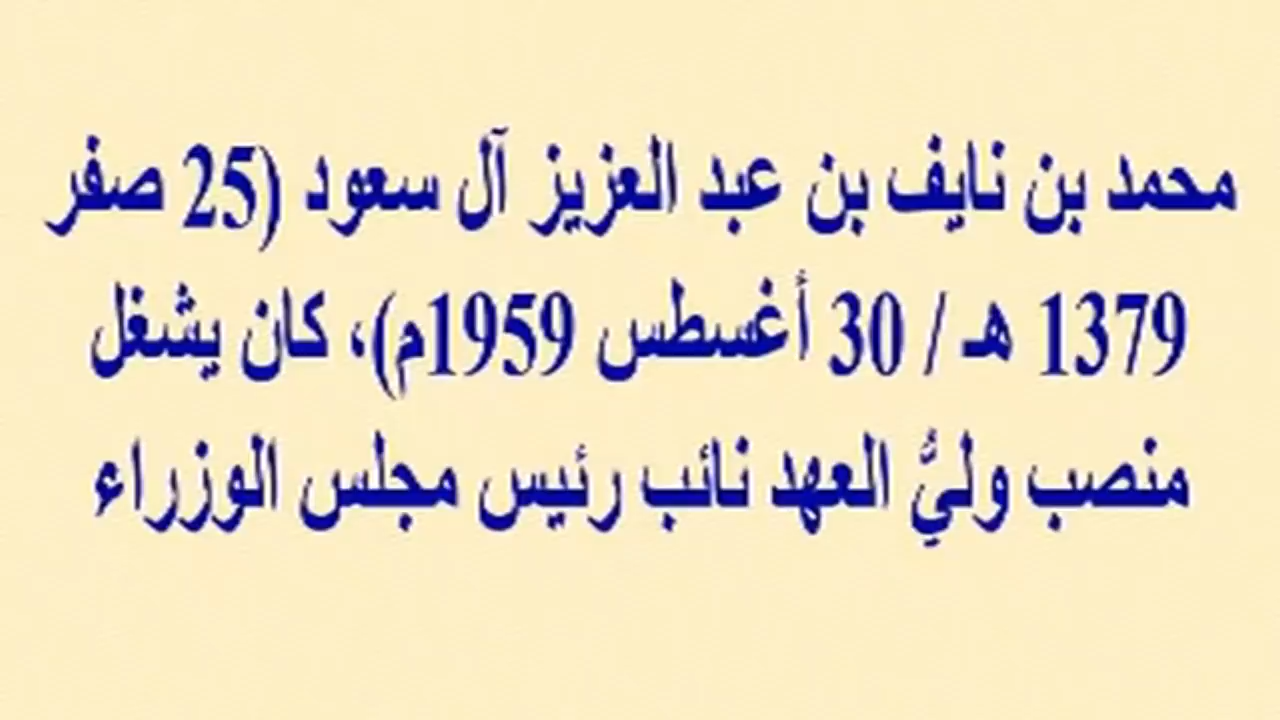 محمد بن نايف بن عبد العزيز آل سعود (25 صفر
1379 هـ / 30 أغسطس 1959م)، كان يشغل
منصب وليُّ العهد نائب رئيس مجلس الوزراء